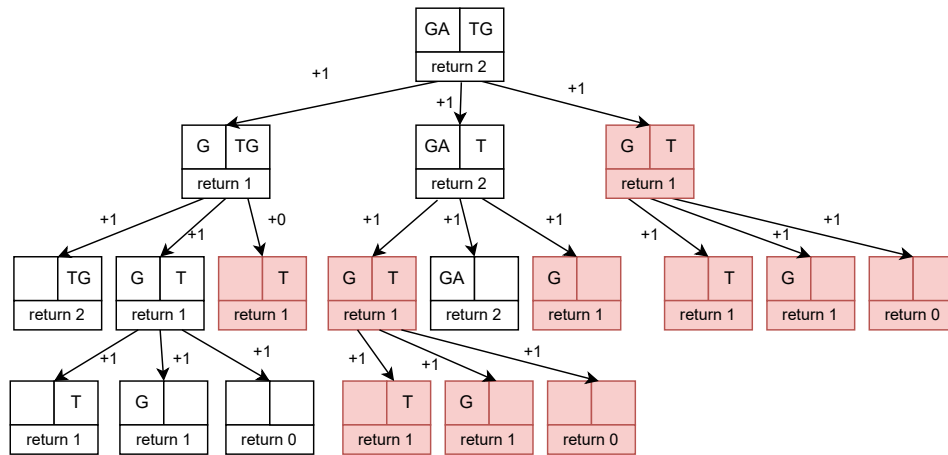 GA TG
return 2
+1 +1 +1
G TG GA T G T
return 1 return 2 return 1
+1 +1 +0 +1 +1 +1 +1 +1 +1
TG G T T G T GA G T G
return 2 return 1 return 1 return 1 return 2 return 1 return 1 return 1 return 0
+1 +1 +1 +1 +1 +1
T G T G
return 1 return 1 return 0 return 1 return 1 return 0